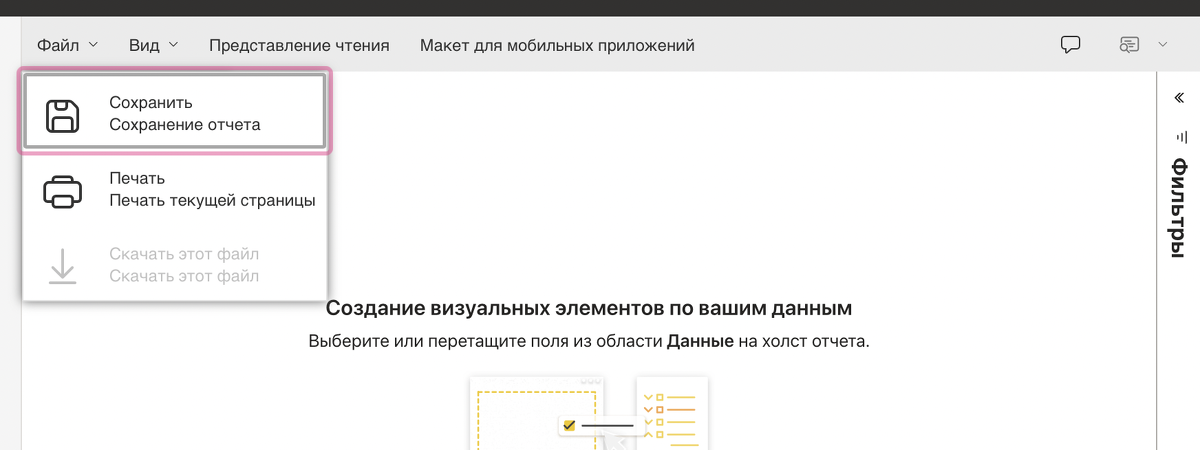 Файл Вид Представление чтения Макет для мобильных приложений
Сохранить
Сохранение отчета
Печать
Печать текущей страницы
Скачать этот файл
Скачать этот файл
Фильтры
Создание визуальных элементов по вашим данным
Выберите или перетащите поля из области Данные на холст отчета.